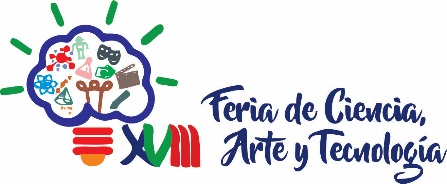 XVIII
Feria de Ciencia,
Arte y Tecnología